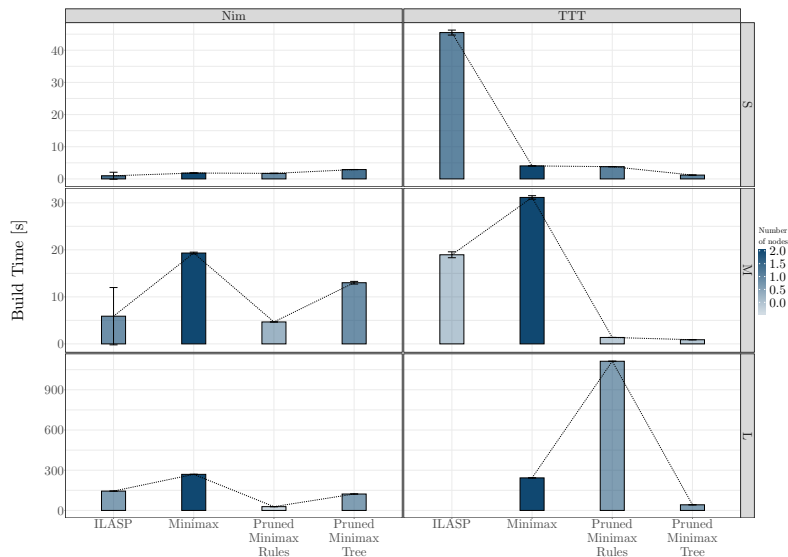 Nim
TTT
Build Time [s]
40
30
20
10
0
S
30
20
10
0
M
900
600
300
0
L
Number
of nodes
2.0
1.5
1.0
0.5
0.0
ILASP
Minimax
Pruned
Minimax
Rules
Pruned
Minimax
Tree
ILASP
Minimax
Pruned
Minimax
Rules
Pruned
Minimax
Tree